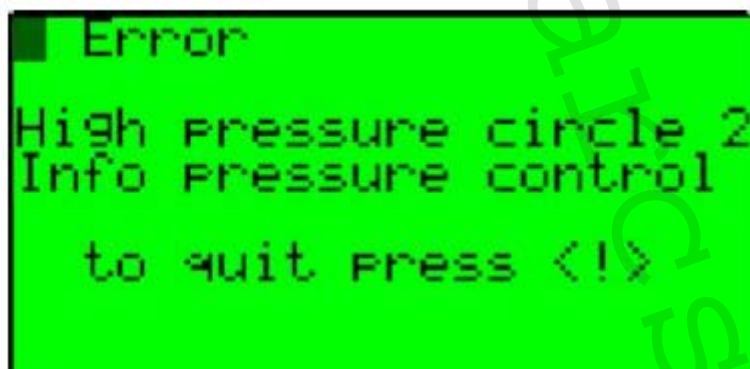 Error
High pressure circle 2
Info pressure control
to quit press <!>